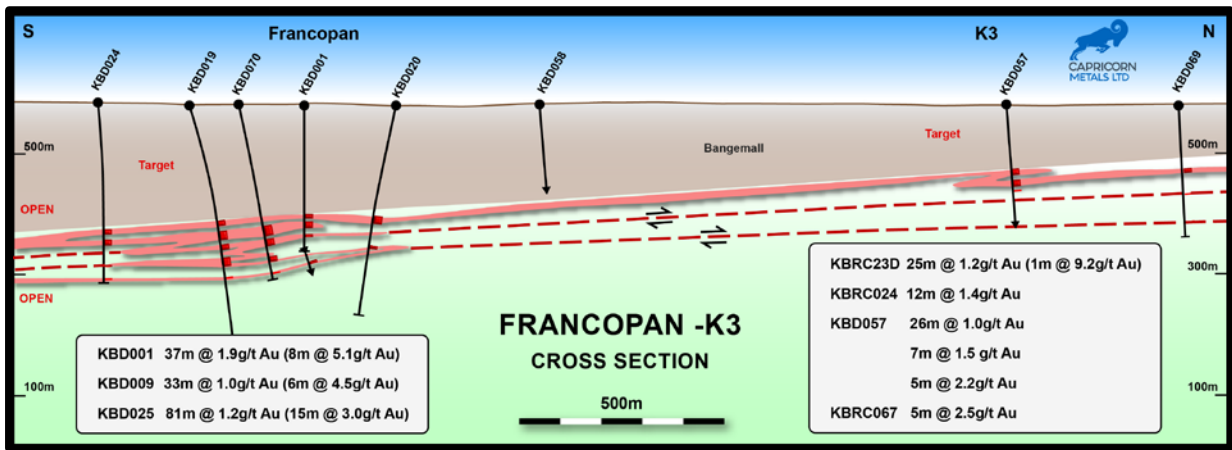 S
Francopan
K3
N
CAPRICORN
METALS LTD
KBD024
KBD019
KBD070
KBD001
KBD020
KBD058
KBD057
KBD069
500m
500m
Target
Target
Bangemall
OPEN
OPEN
300m
KBD001 37m @ 1.9g/t Au (8m @ 5.1g/t Au)
KBD009 33m @ 1.0g/t Au (6m @ 4.5g/t Au)
KBD025 81m @ 1.2g/t Au (15m @ 3.0g/t Au)
FRANCOPAN -K3
CROSS SECTION
500m
KBRC23D 25m @ 1.2g/t Au (1m @ 9.2g/t Au)
KBRC024 12m @ 1.4g/t Au
KBD057 26m @ 1.0g/t Au
7m @ 1.5 g/t Au
5m @ 2.2g/t Au
KBRC067 5m @ 2.5g/t Au
100m
100m